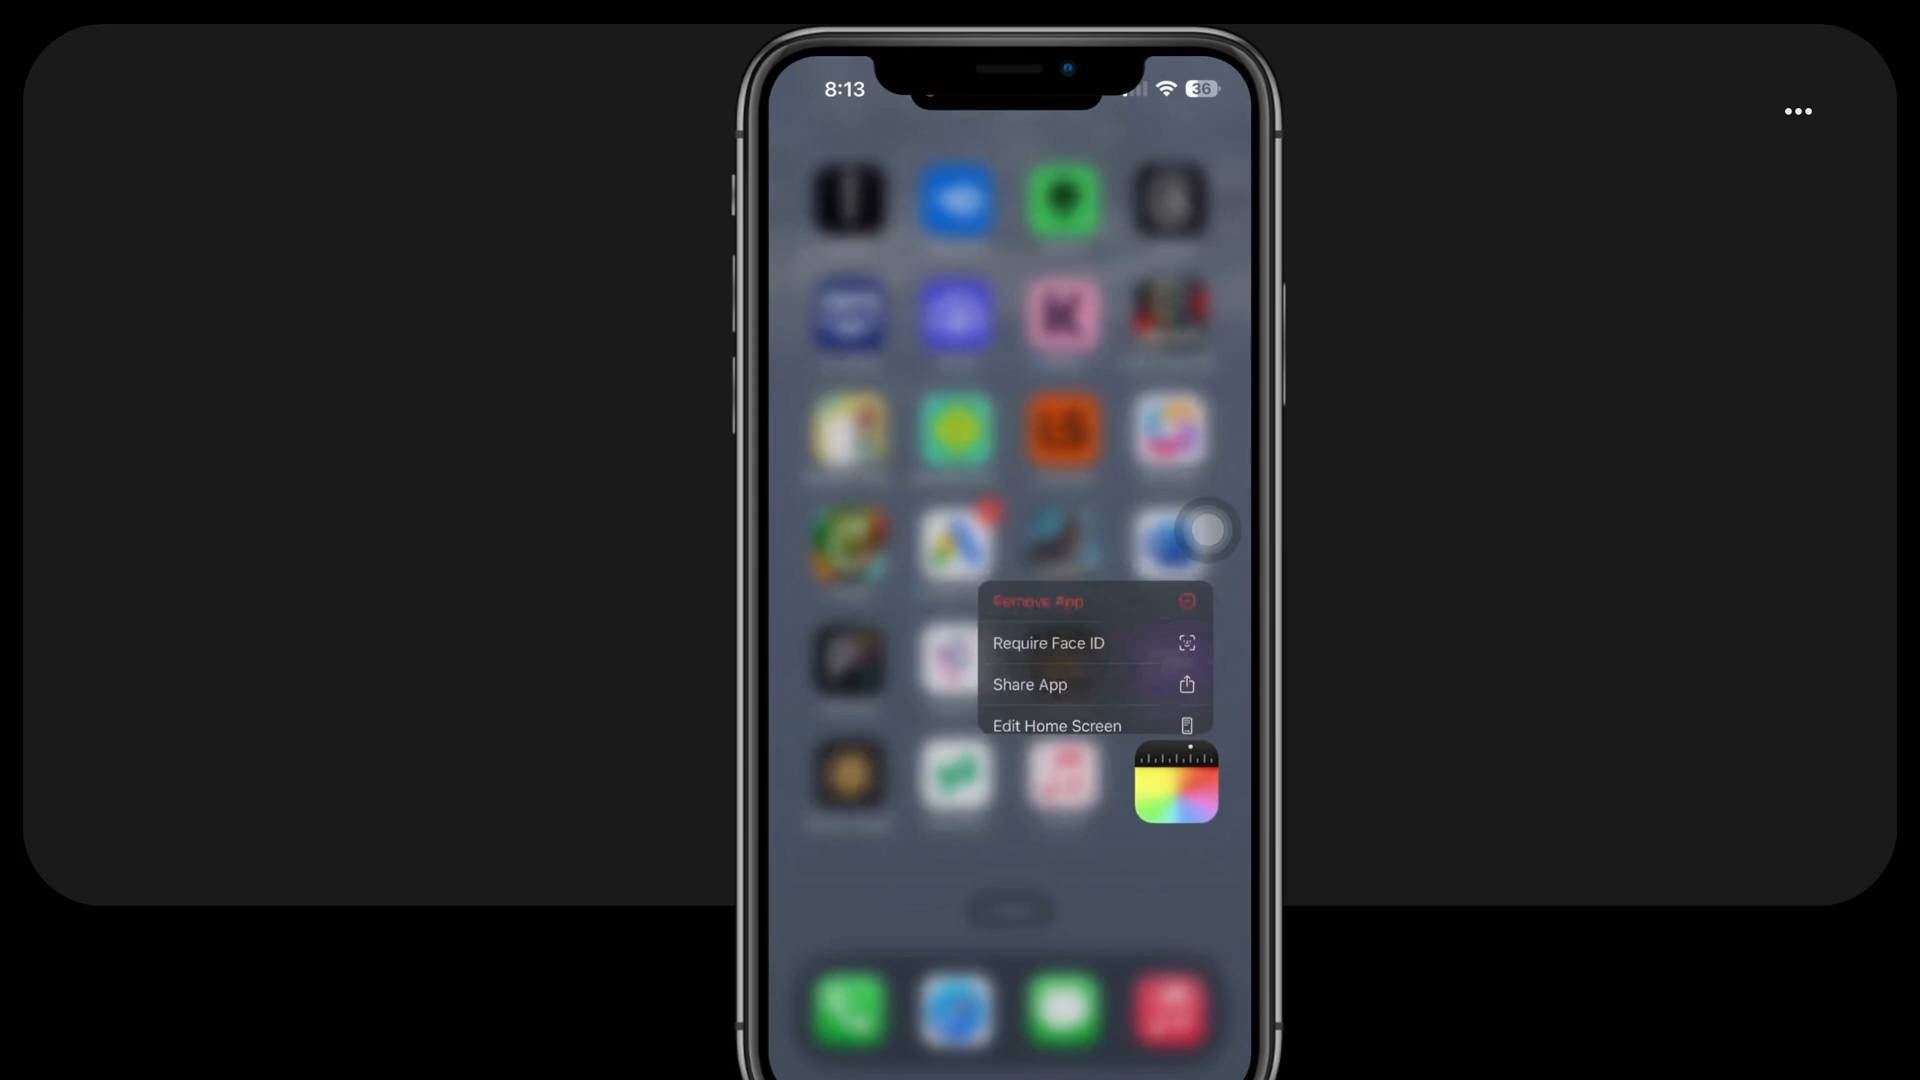 8:13
36
Remove App
Require Face ID
Share App
Edit Home Screen
K